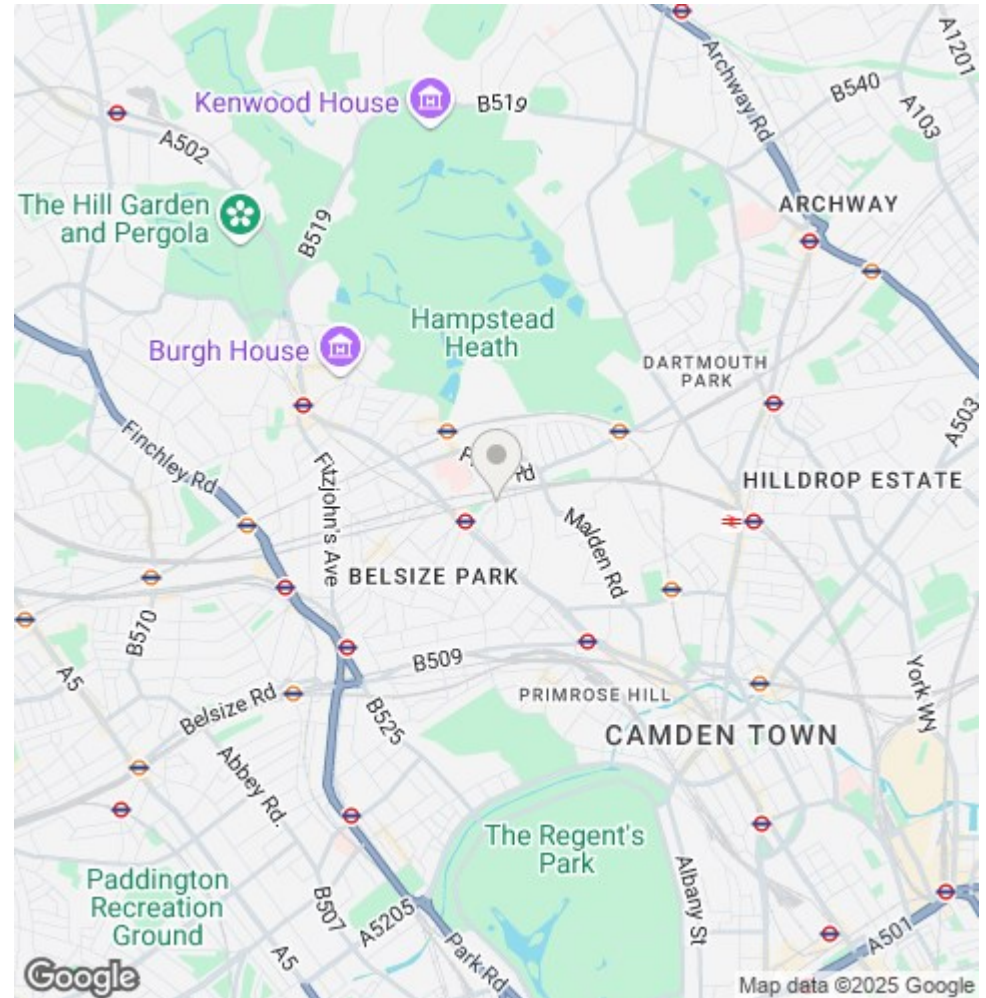 Kenwood House
B519
B540
A1201
A103
Archway Rd
A502
The Hill Garden
and Pergola
B519
ARCHWAY
Hampstead
Heath
Burgh House
DARTMOUTH
PARK
A503
Finchley Rd
Fitzjohn's Ave
Rd
HILLDROP ESTATE
Malden Rd
BELSIZE PARK
B510
B509
A5
PRIMROSE HILL
Belsize Rd
B525
York Wy
CAMDEN TOWN
Abbey Rd.
The Regent's
Park
Albany St
Paddington
Recreation
Ground
B507
A5205
A5
Park Rd
A501
Google
Map data ©2025 Google